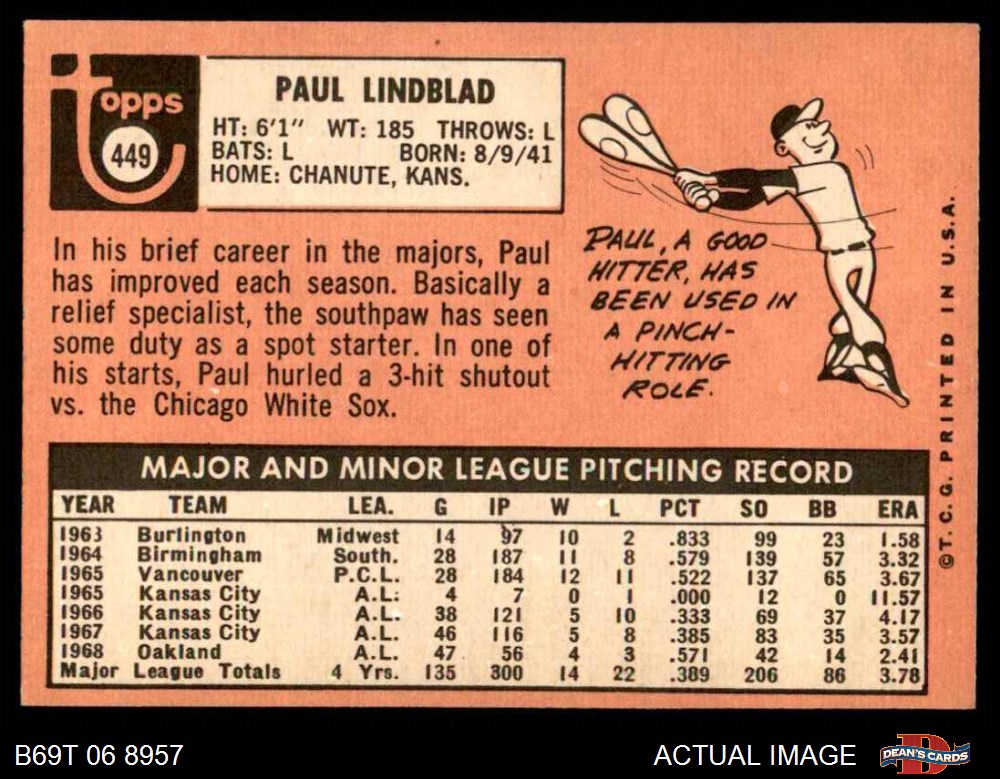 topps
449
PAUL LINDBLAD
HT: 6'1" WT: 185 THROWS: L
BATS: L BORN: 8/9/41
HOME: CHANUTE, KANS.
In his brief career in the majors, Paul
has improved each season. Basically a
relief specialist, the southpaw has seen
some duty as a spot starter. In one of
his starts, Paul hurled a 3-hit shutout
vs. the Chicago White Sox.
PAUL, A GOOD
HITTER, HAS
BEEN USED IN
A PINCH-
HITTING
ROLE.
©T.C.G. PRINTED IN U.S.A.
MAJOR AND MINOR LEAGUE PITCHING RECORD
YEAR TEAM LEA. G IP W L PCT SO BB ERA
1963 Burlington Midwest 14 97 10 2 .833 99 23 1.58
1964 Birmingham South. 28 187 11 8 .579 139 57 3.32
1965 Vancouver P.C.L. 28 184 12 11 .522 137 65 3.67
1965 Kansas City A.L. 4 7 0 1 .000 12 0 11.57
1966 Kansas City A.L. 38 121 5 10 .333 69 37 4.17
1967 Kansas City A.L. 46 116 5 8 .385 83 35 3.57
1968 Oakland A.L. 47 56 4 3 .571 42 14 2.41
Major League Totals 4 Yrs. 135 300 14 22 .389 206 86 3.78
B69T 06 8957
ACTUAL IMAGE
DEAN'S CARDS